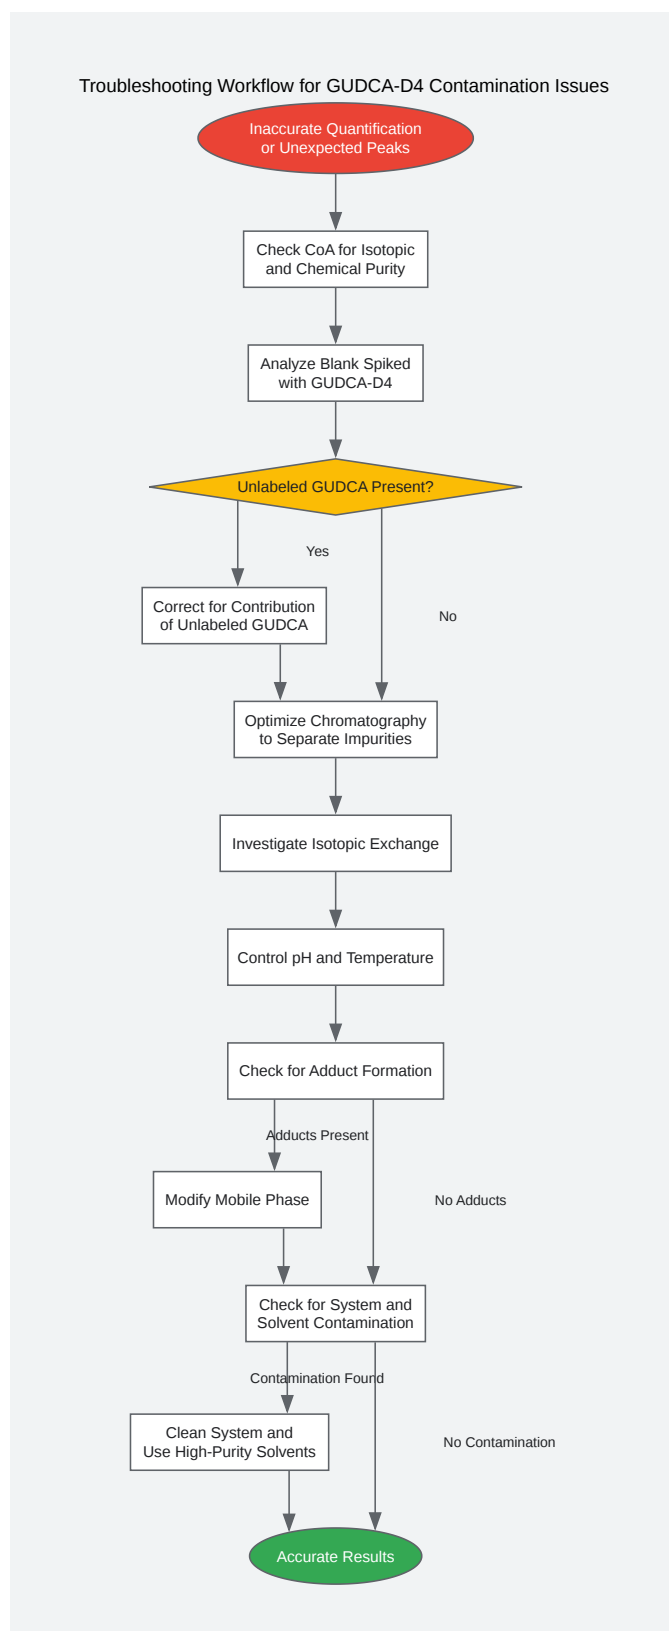 Troubleshooting Workflow for GUDCA-D4 Contamination Issues
Inaccurate Quantification
or Unexpected Peaks
Check CoA for Isotopic
and Chemical Purity
Analyze Blank Spiked
with GUDCA-D4
Unlabeled GUDCA Present?
Yes
Correct for Contribution
of Unlabeled GUDCA
No
Optimize Chromatography
to Separate Impurities
Investigate Isotopic Exchange
Control pH and Temperature
Check for Adduct Formation
Adducts Present
Modify Mobile Phase
No Adducts
Check for System and
Solvent Contamination
Contamination Found
Clean System and
Use High-Purity Solvents
No Contamination
Accurate Results